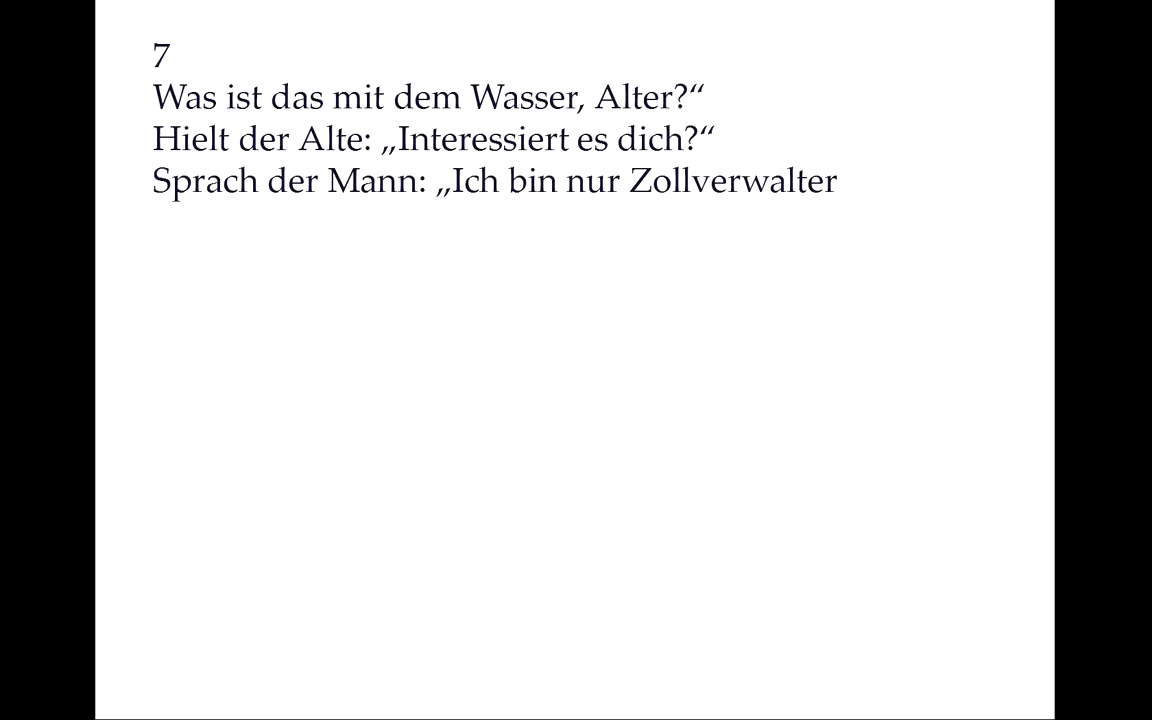 7
Was ist das mit dem Wasser, Alter?“
Hielt der Alte: „Interessiert es dich?“
Sprach der Mann: „Ich bin nur Zollverwalter